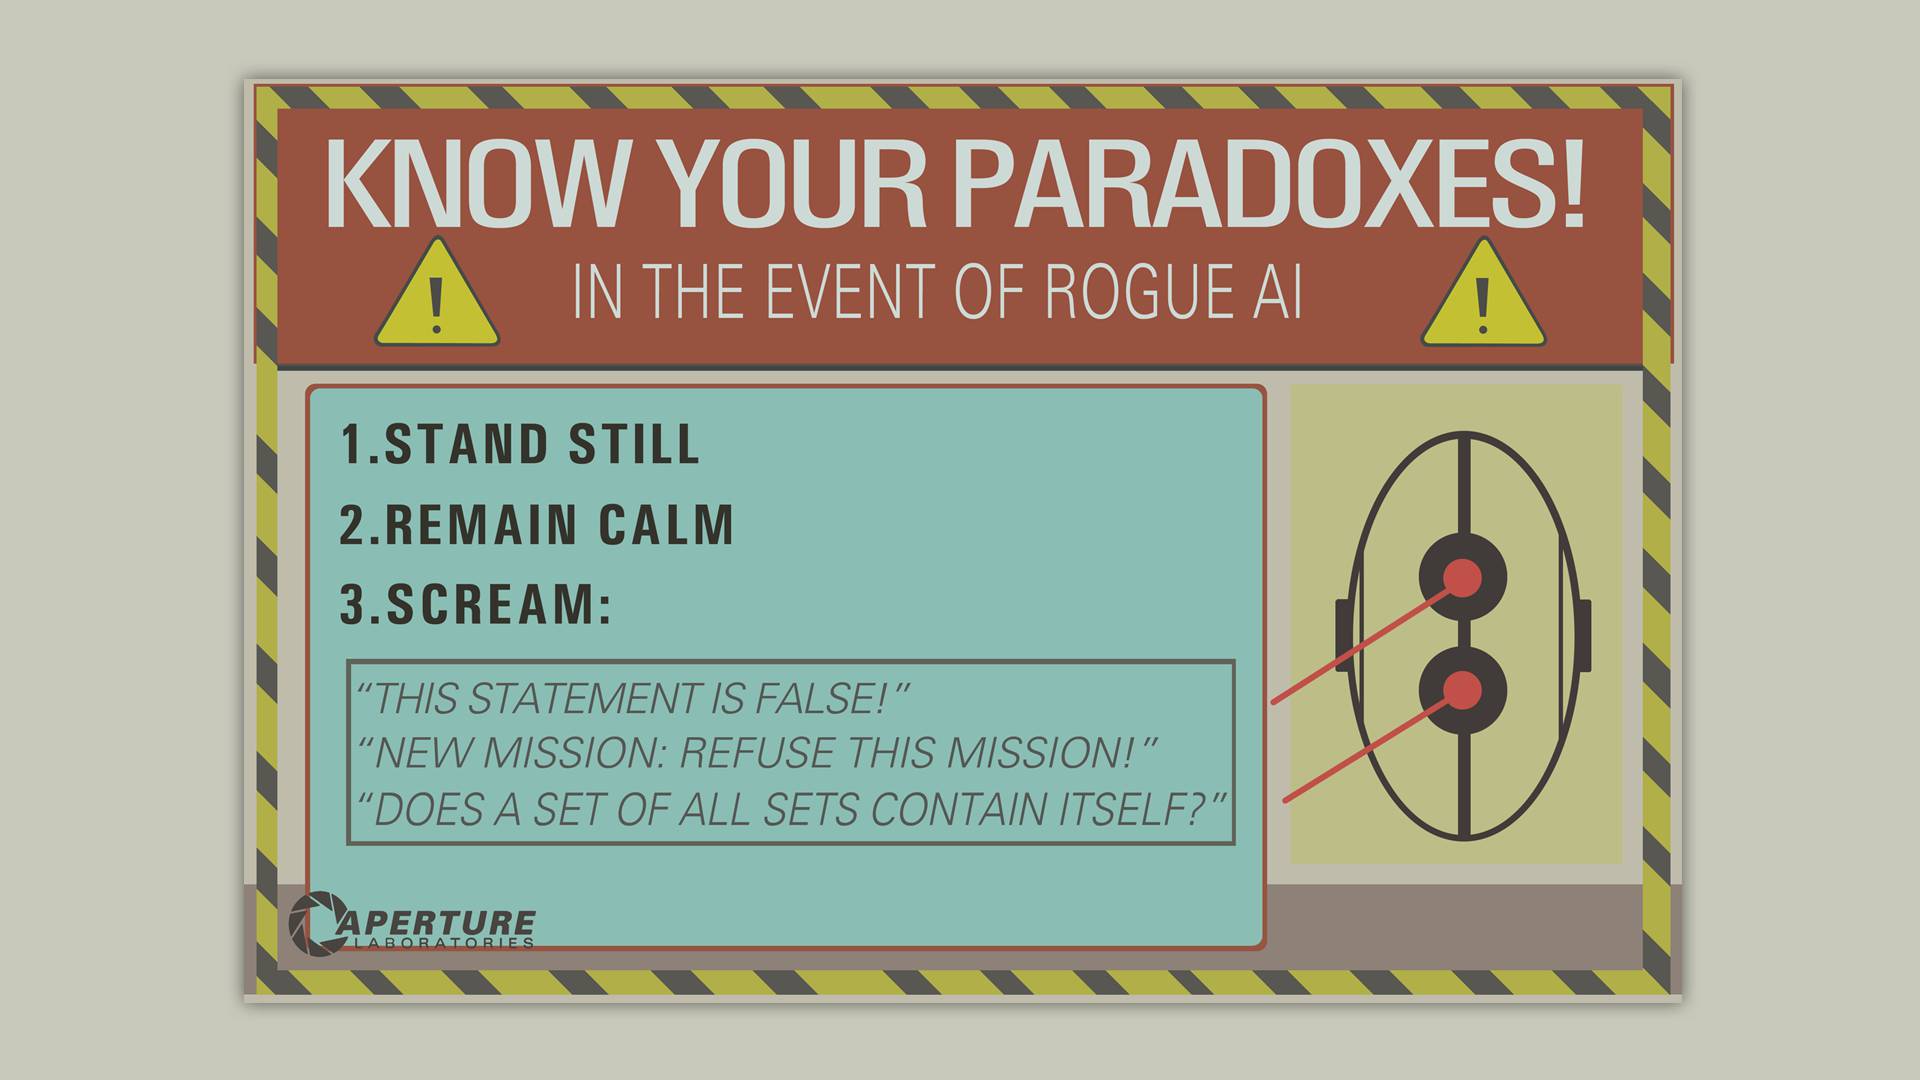 KNOW YOUR PARADOXES!
IN THE EVENT OF ROGUE AI
1.STAND STILL
2.REMAIN CALM
3.SCREAM:
“THIS STATEMENT IS FALSE!”
“NEW MISSION: REFUSE THIS MISSION!”
“DOES A SET OF ALL SETS CONTAIN ITSELF?”
APERTURE
LABORATORIES